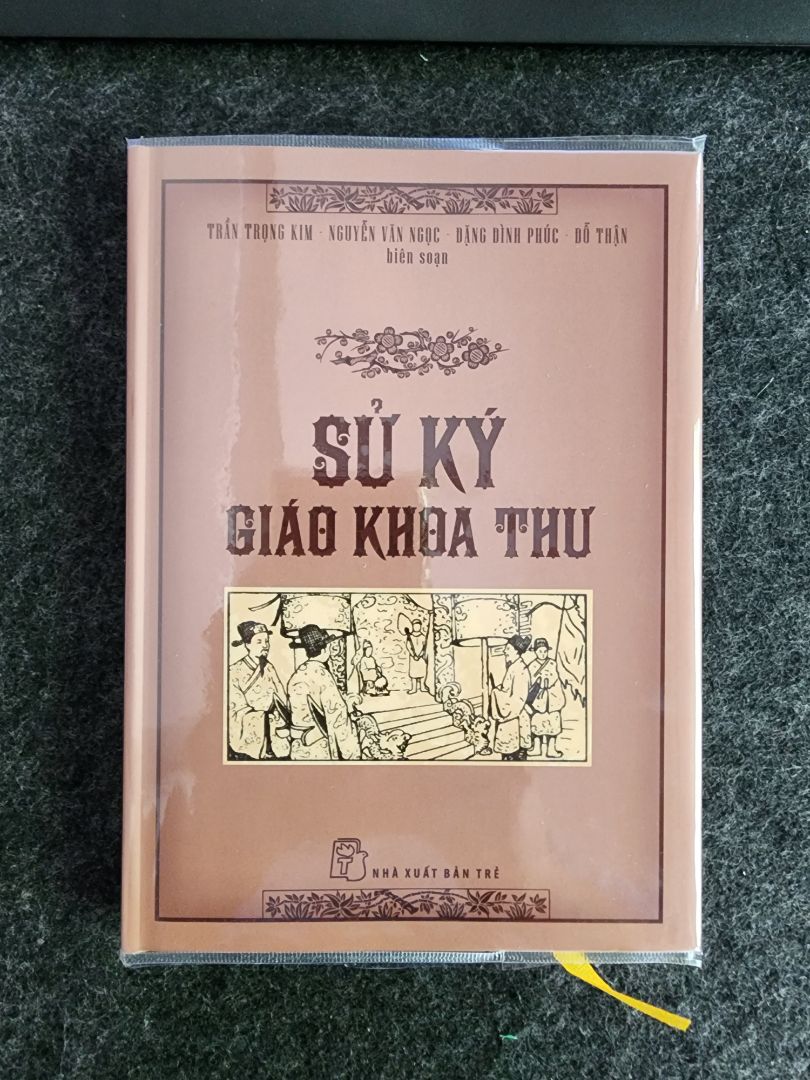 TRẦN TRỌNG KIM - NGUYỄN VĂN NGỌC - ĐẶNG ĐÌNH PHÚC - ĐỖ THẬN
biên soạn
SỬ KÝ
GIÁO KHOA THƯ
NHÀ XUẤT BẢN TRẺ